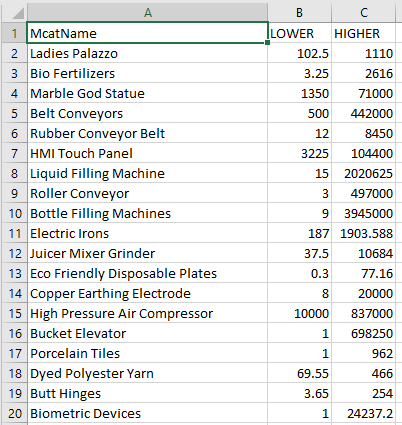 A B C
1 McatName LOWER HIGHER
2 Ladies Palazzo 102.5 1110
3 Bio Fertilizers 3.25 2616
4 Marble God Statue 1350 71000
5 Belt Conveyors 500 442000
6 Rubber Conveyor Belt 12 8450
7 HMI Touch Panel 3225 104400
8 Liquid Filling Machine 15 2020625
9 Roller Conveyor 3 497000
10 Bottle Filling Machines 9 3945000
11 Electric Irons 187 1903.588
12 Juicer Mixer Grinder 37.5 10684
13 Eco Friendly Disposable Plates 0.3 77.16
14 Copper Earthing Electrode 8 20000
15 High Pressure Air Compressor 10000 837000
16 Bucket Elevator 1 698250
17 Porcelain Tiles 1 962
18 Dyed Polyester Yarn 69.55 466
19 Butt Hinges 3.65 254
20 Biometric Devices 1 24237.2